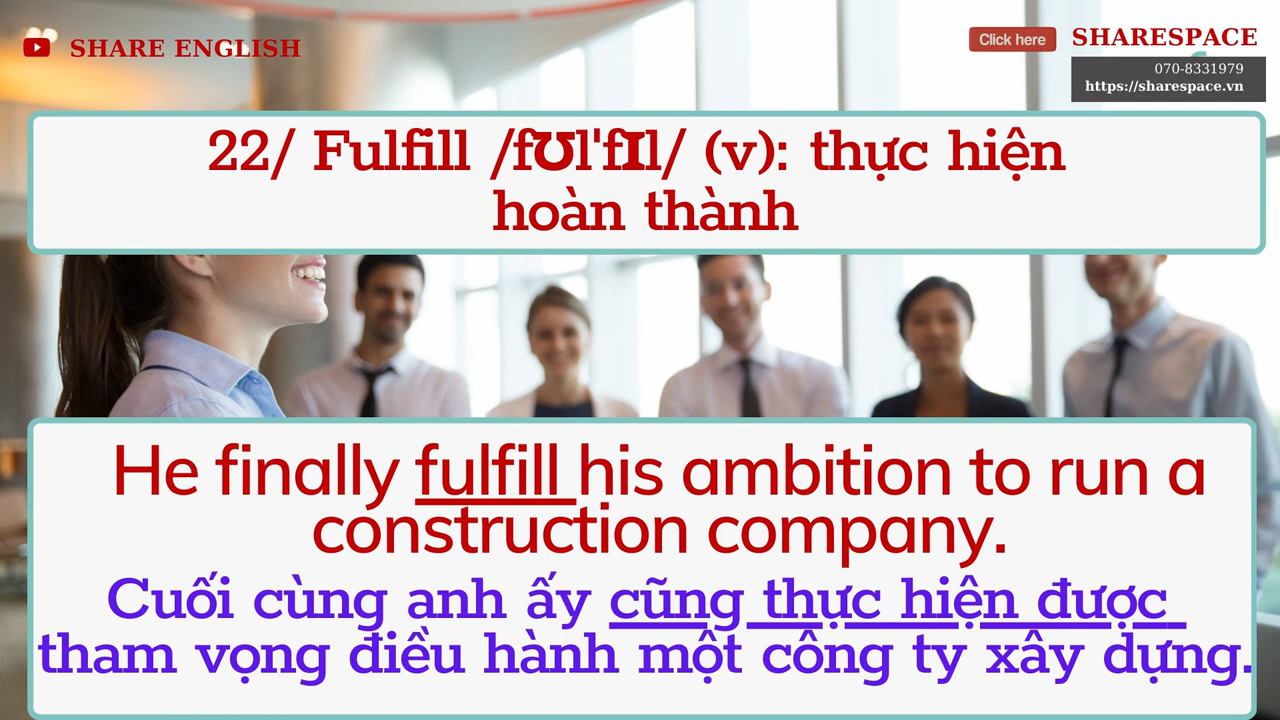 SHARE ENGLISH
Click here
SHARESPACE
070-8331979
https://sharespace.vn
22/ Fulfill /fʊl'fɪl/ (v): thực hiện
hoàn thành
He finally fulfill his ambition to run a
construction company.
Cuối cùng anh ấy cũng thực hiện được
tham vọng điều hành một công ty xây dựng.